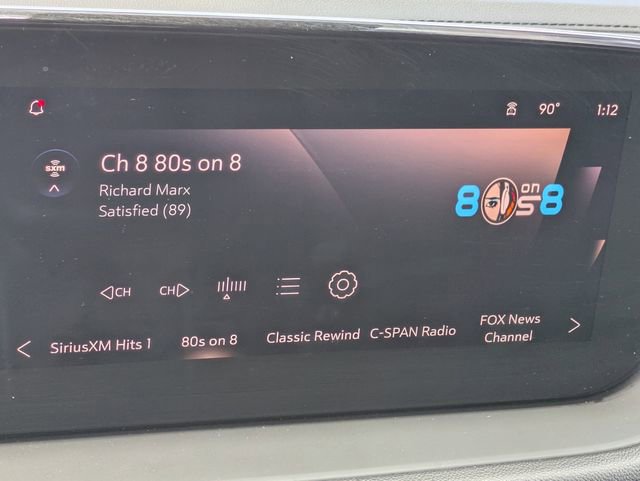 90° 1:12
sxm
Ch 8 80s on 8
Richard Marx
Satisfied (89)
80s on 8
CH CH
SiriusXM Hits 1 80s on 8 Classic Rewind C-SPAN Radio FOX News
Channel